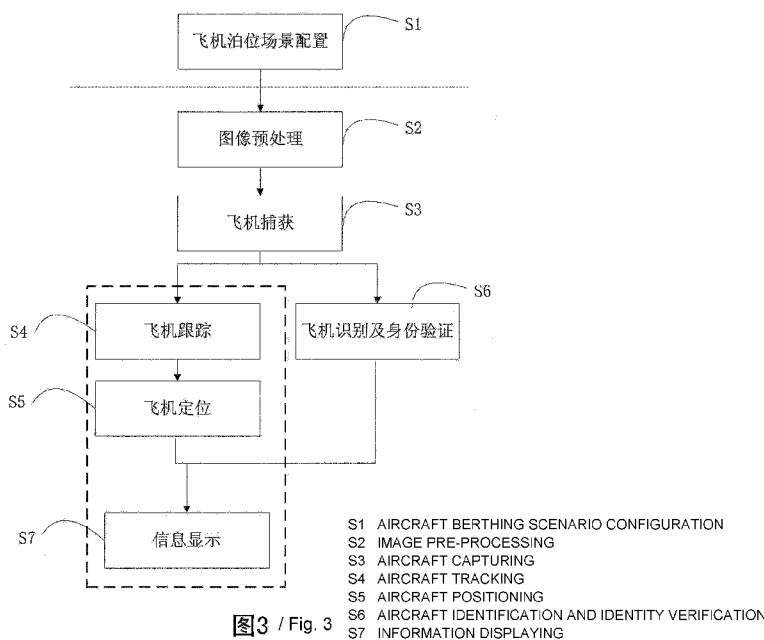 飞机泊位场景配置
S1
图像预处理
S2
飞机捕获
S3
S6
S4
飞机跟踪
飞机识别及身份验证
S5
飞机定位
S7
信息显示
S1 AIRCRAFT BERTHING SCENARIO CONFIGURATION
S2 IMAGE PRE-PROCESSING
S3 AIRCRAFT CAPTURING
S4 AIRCRAFT TRACKING
S5 AIRCRAFT POSITIONING
S6 AIRCRAFT IDENTIFICATION AND IDENTITY VERIFICATION
S7 INFORMATION DISPLAYING
图3 / Fig. 3